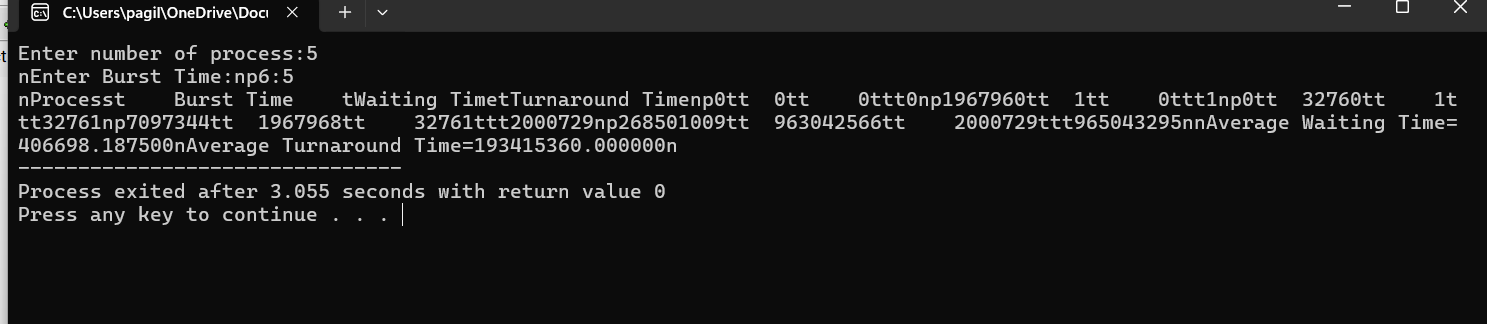 C:\Users\pagil\OneDrive\Docu
Enter number of process:5
nEnter Burst Time:np6:5
nProcesst    Burst Time    tWaiting TimetTurnaround Timenp0tt  0tt    0ttt0np1967960tt  1tt    0ttt1np0tt  32760tt    1t
tt32761np7097344tt  1967968tt    32761ttt2000729np268501009tt  963042566tt    2000729ttt965043295nnAverage Waiting Time=
406698.187500nAverage Turnaround Time=193415360.000000n
--------------------------------
Process exited after 3.055 seconds with return value 0
Press any key to continue . . .